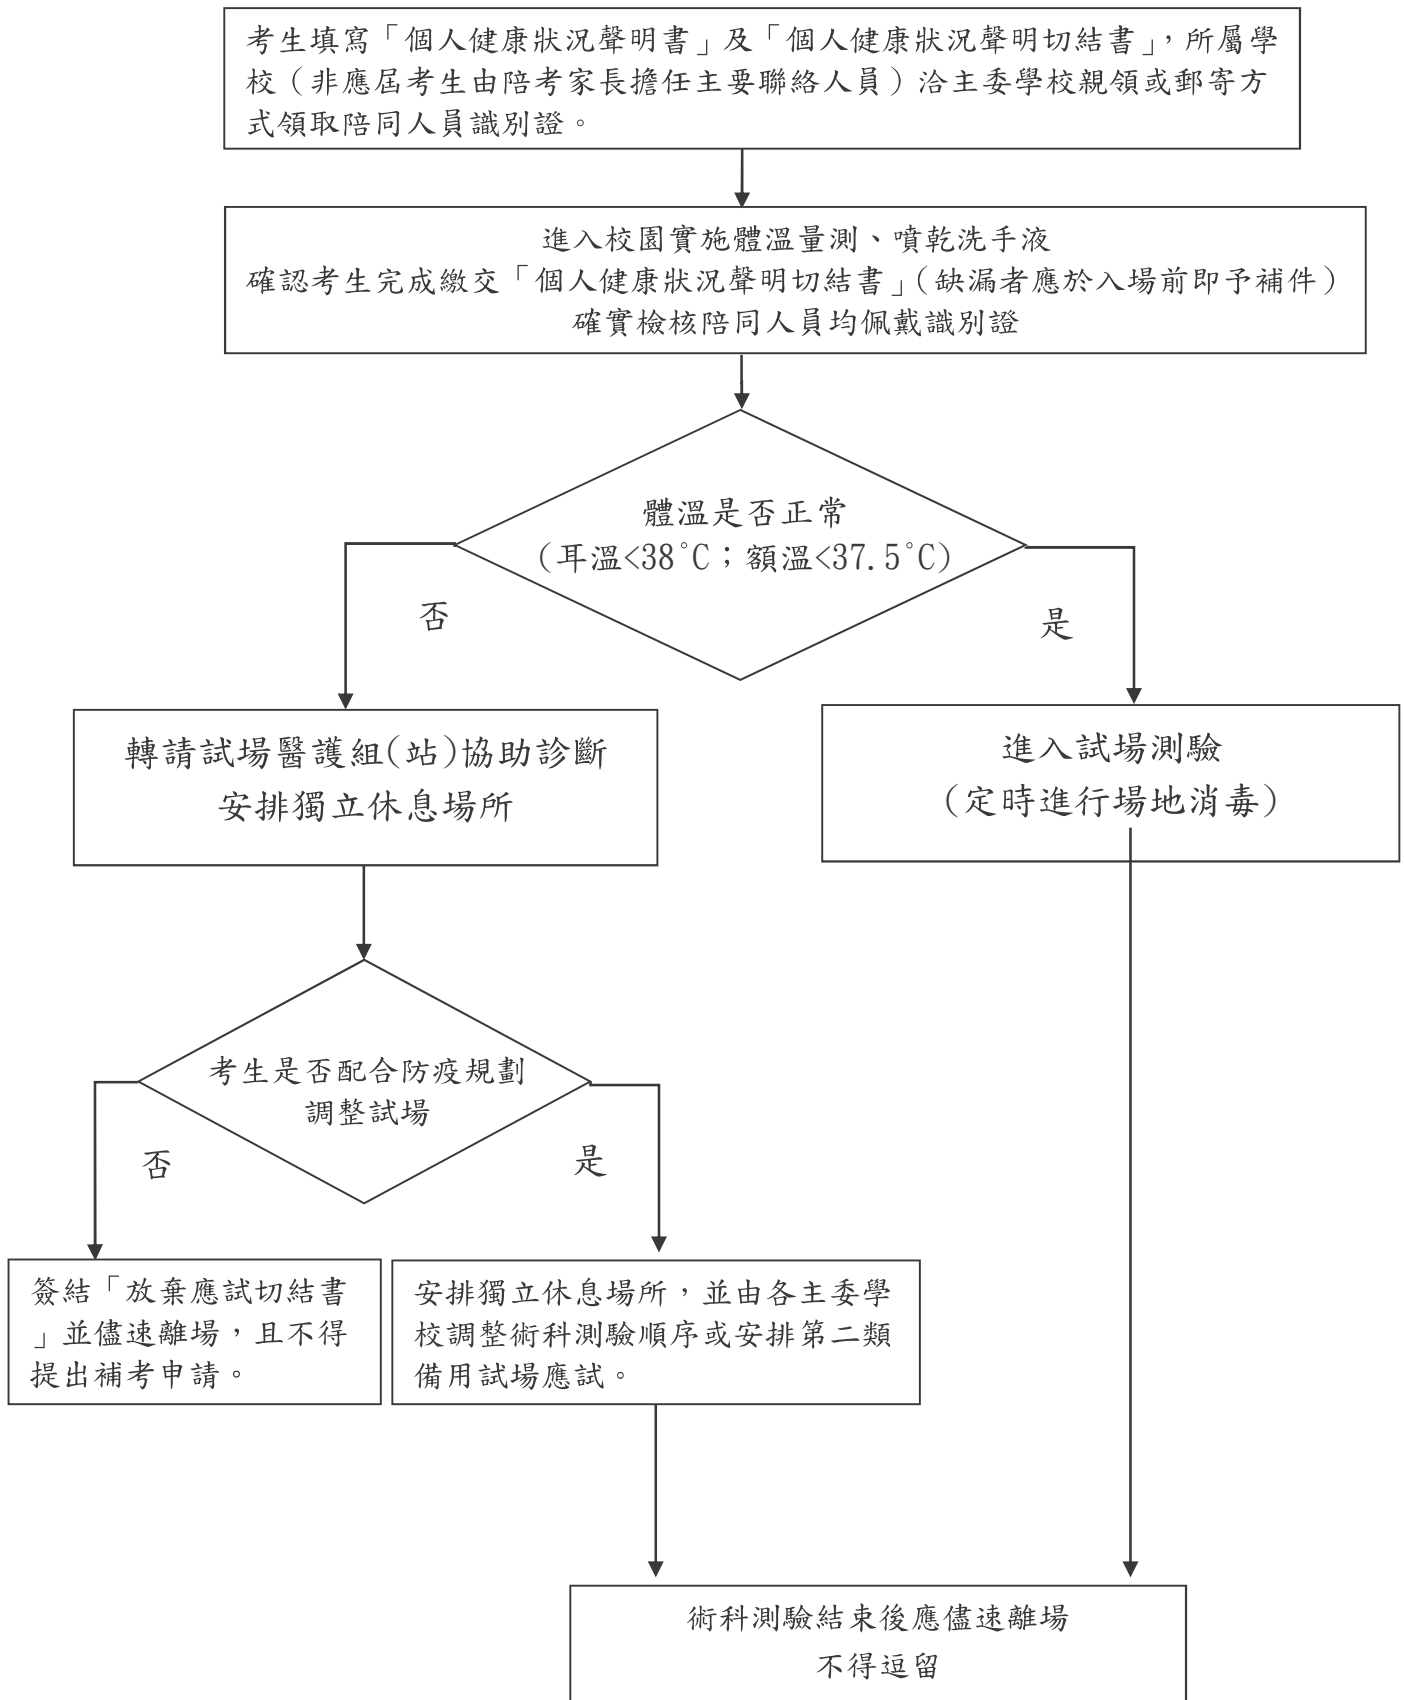 考生填寫「個人健康狀況聲明書」及「個人健康狀況聲明切結書」，所屬學
校（非應屆考生由陪考家長擔任主要聯絡人員）洽主委學校親領或郵寄方
式領取陪同人員識別證。
進入校園實施體溫量測、噴乾洗手液
確認考生完成繳交「個人健康狀況聲明切結書」（缺漏者應於入場前即予補件）
確實檢核陪同人員均佩戴識別證
體溫是否正常
（耳溫<38°C；額溫<37.5°C）
否
是
轉請試場醫護組(站)協助診斷
安排獨立休息場所
進入試場測驗
（定時進行場地消毒）
考生是否配合防疫規劃
調整試場
否
是
簽結「放棄應試切結書
」並儘速離場，且不得
提出補考申請。
安排獨立休息場所，並由各主委學
校調整術科測驗順序或安排第二類
備用試場應試。
術科測驗結束後應儘速離場
不得逗留